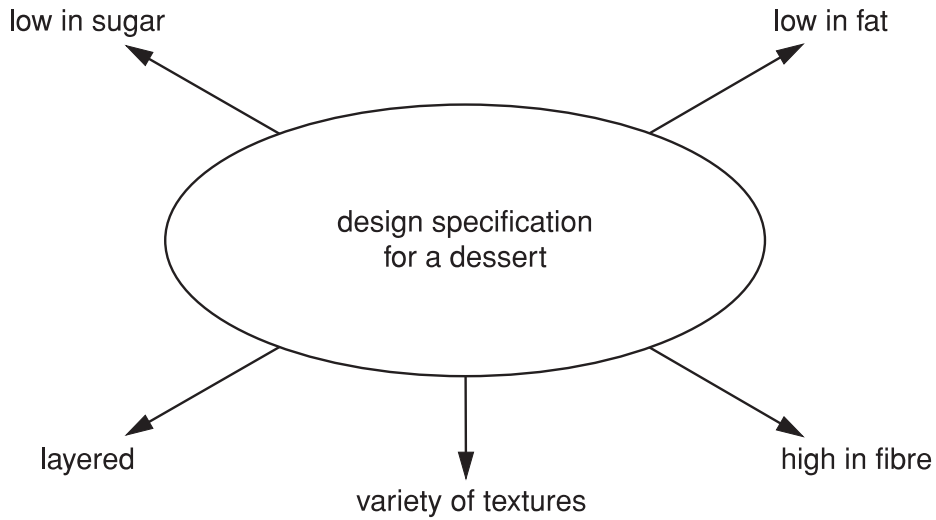 low in sugar
low in fat
design specification
for a dessert
layered
high in fibre
variety of textures